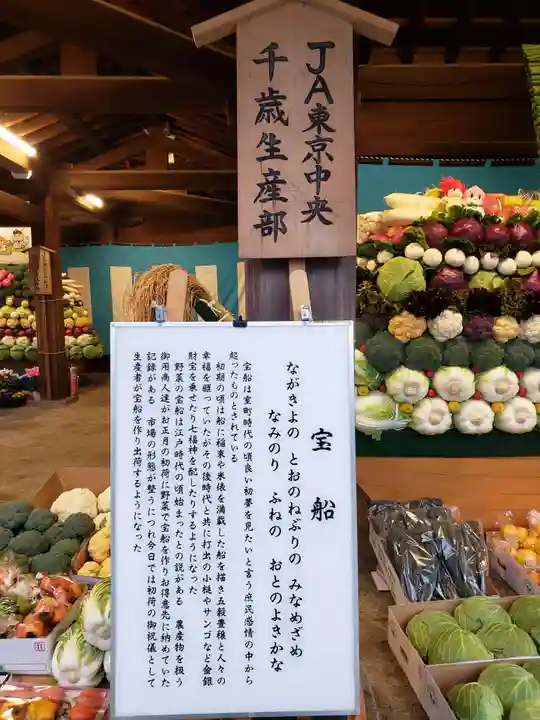 JA東京中央
千歳生産部
宝船
ながきよの とおのねぶりの みなめざめ
なみのり ふねの おとのよきかな
宝船は室町時代の頃良い初夢を見たいと言う庶民感情の中から
起ったものとされている
初期の頃は船に稲束や米俵を満載した船を描き五穀豊穣と人々の
幸福を願っていたがその後時代と共に打出の小槌やサンゴなど金銀
財宝を乗せたり七福神を配したりするようになった
野菜の宝船は江戸時代の頃始まったとの説がある 農産物を扱う
御用商人達がお正月の初荷に野菜で宝船を作りお得意先に納めていた
記録がある 市場の形態が整うにつれ今日では初荷の御祝儀として
生産者が宝船を作り出荷するようになった